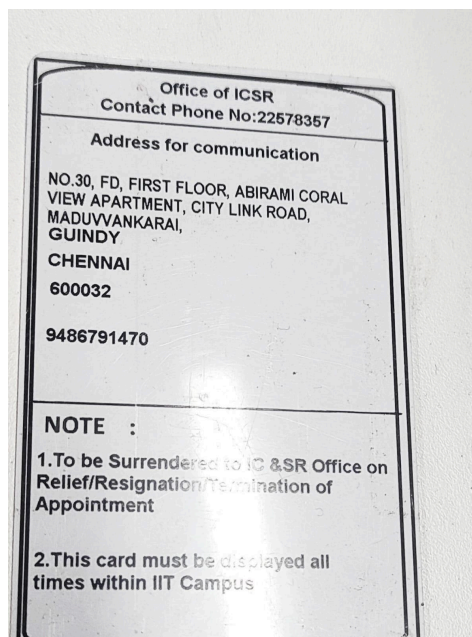 Office of ICSR
Contact Phone No:22578357
Address for communication
NO.30, FD, FIRST FLOOR, ABIRAMI CORAL
VIEW APARTMENT, CITY LINK ROAD,
MADUVVANKARAI,
GUINDY
CHENNAI
600032
9486791470
NOTE :
1.To be Surrendered to IC &SR Office on
Relief/Resignation/Termination of
Appointment
2.This card must be displayed all
times within IIT Campus